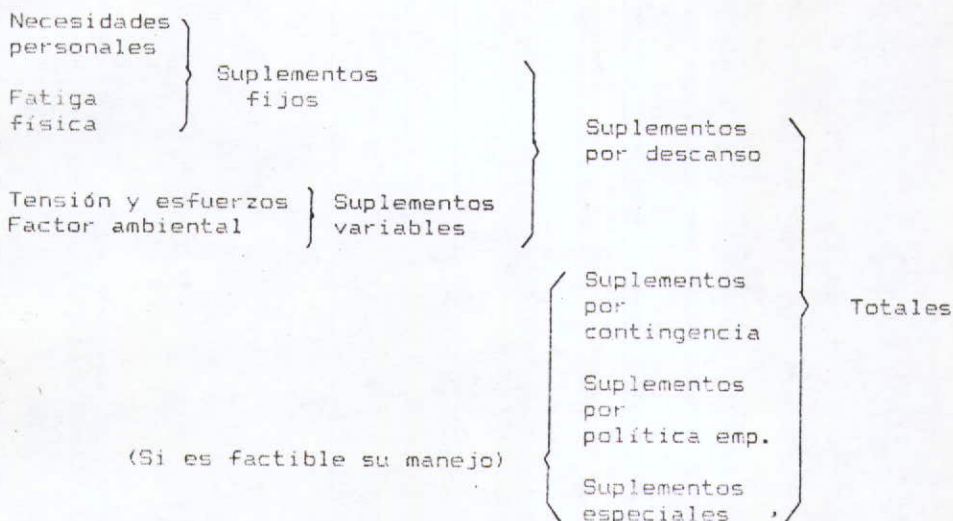 Necesidades
personales
Suplementos
fijos
Fatiga
física
Suplementos
por descanso
Tensión y esfuerzos
Factor ambiental
Suplementos
variables
Suplementos
por
contingencia
Totales
Suplementos
por
política emp.
(Si es factible su manejo)
Suplementos
especiales